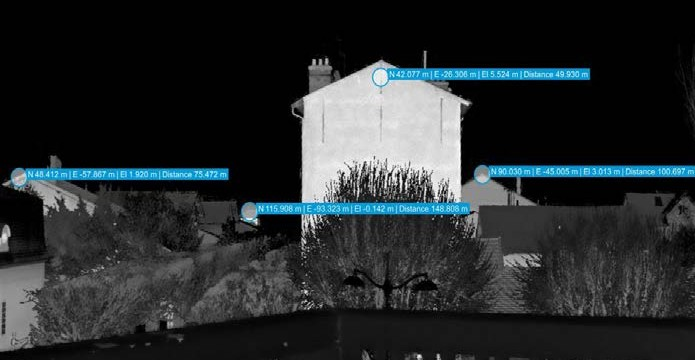 N 42.077 m | E -26.306 m | El 5.524 m | Distance 49.930 m
N 48.412 m | E -57.867 m | El 1.920 m | Distance 75.472 m
N 90.030 m | E -45.005 m | El 3.013 m | Distance 100.697 m
N 115.908 m | E -93.323 m | El -0.142 m | Distance 148.808 m